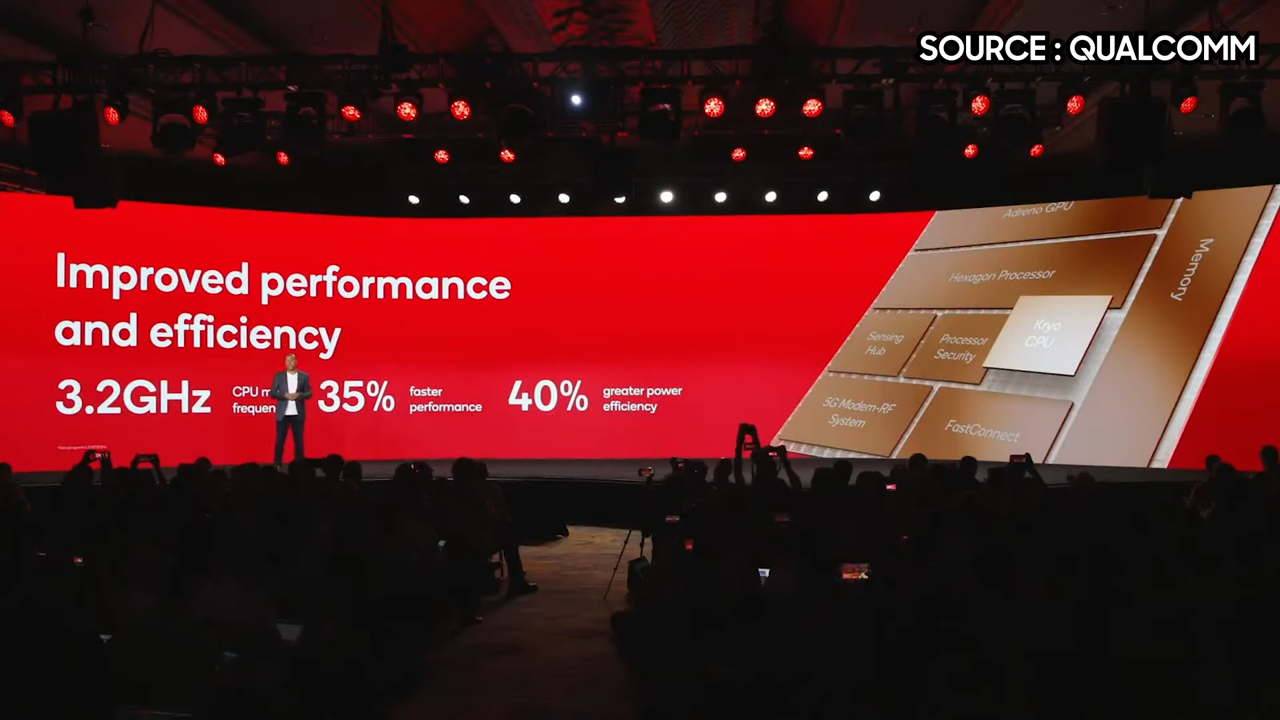 SOURCE : QUALCOMM
Improved performance
and efficiency
3.2GHz
CPU
35%
faster
performance
40%
greater power
efficiency
Adreno GPU
Hexagon Processor
Memory
Sensing
Hub
Processor
Security
Kryo
CPU
5G Modem-RF
System
FastConnect